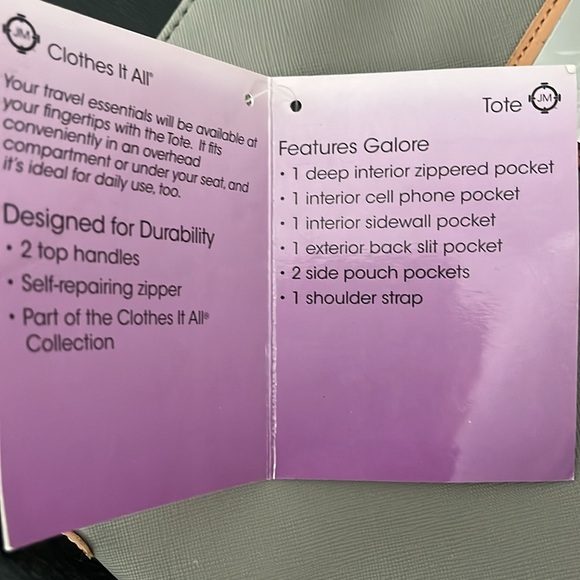 JM
Clothes It All®
Your travel essentials will be available at
your fingertips with the Tote. It fits
conveniently in an overhead
compartment or under your seat, and
it's ideal for daily use, too.
Designed for Durability
• 2 top handles
• Self-repairing zipper
• Part of the Clothes It All®
Collection
Tote JM
Features Galore
• 1 deep interior zippered pocket
• 1 interior cell phone pocket
• 1 interior sidewall pocket
• 1 exterior back slit pocket
• 2 side pouch pockets
• 1 shoulder strap